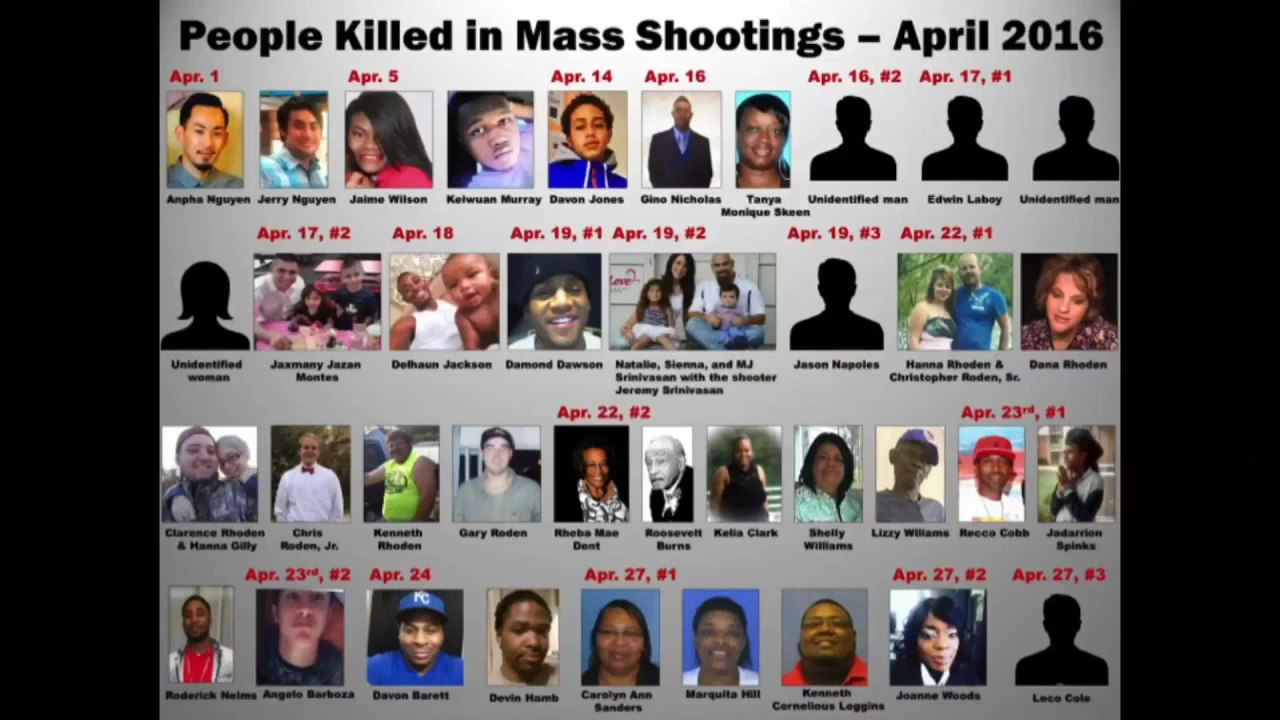 People Killed in Mass Shootings – April 2016
Apr. 1 Apr. 5 Apr. 14 Apr. 16 Apr. 16, #2 Apr. 17, #1
Anpha Nguyen Jerry Nguyen Jaime Wilson Kelwuan Murray Davon Jones Gino Nicholas Tanya Unidentified man Edwin Laboy Unidentified man
Monique Skeen
Apr. 17, #2 Apr. 18 Apr. 19, #1 Apr. 19, #2 Apr. 19, #3 Apr. 22, #1
Love
Unidentified Jaxmany Jazan Delhaun Jackson Damond Dawson Natalie, Sienna, and MJ Jason Napoles Hanna Rhoden & Dana Rhoden
woman Montes Srinivasan with the shooter Christopher Roden, Sr.
Jeremy Srinivasan
Apr. 22, #2 Apr. 23rd, #1
Clarence Rhoden Chris Kenneth Gary Roden Rheba Mae Roosevelt Kelia Clark Shelly Lizzy Wiliams Recco Cobb Jadarrion
& Hanna Gilly Roden, Jr. Rhoden Dent Burns Williams Spinks
Apr. 23rd, #2 Apr. 24 Apr. 27, #1 Apr. 27, #2 Apr. 27, #3
KC
Roderick Nelms Angelo Barboza Davon Barett Devin Hamb Carolyn Ann Marquita Hill Kenneth Joanne Woods Leco Cole
Sanders Cornelious Loggins